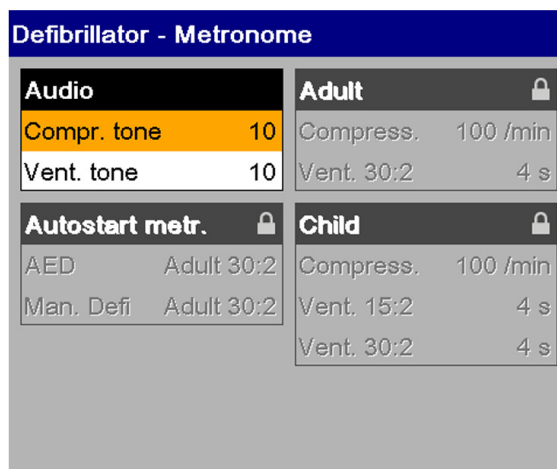 Defibrillator - Metronome
Audio
Compr. tone 10
Vent. tone 10
Adult
Compress. 100 /min
Vent. 30:2 4 s
Autostart metr.
AED Adult 30:2
Man. Defi Adult 30:2
Child
Compress. 100 /min
Vent. 15:2 4 s
Vent. 30:2 4 s